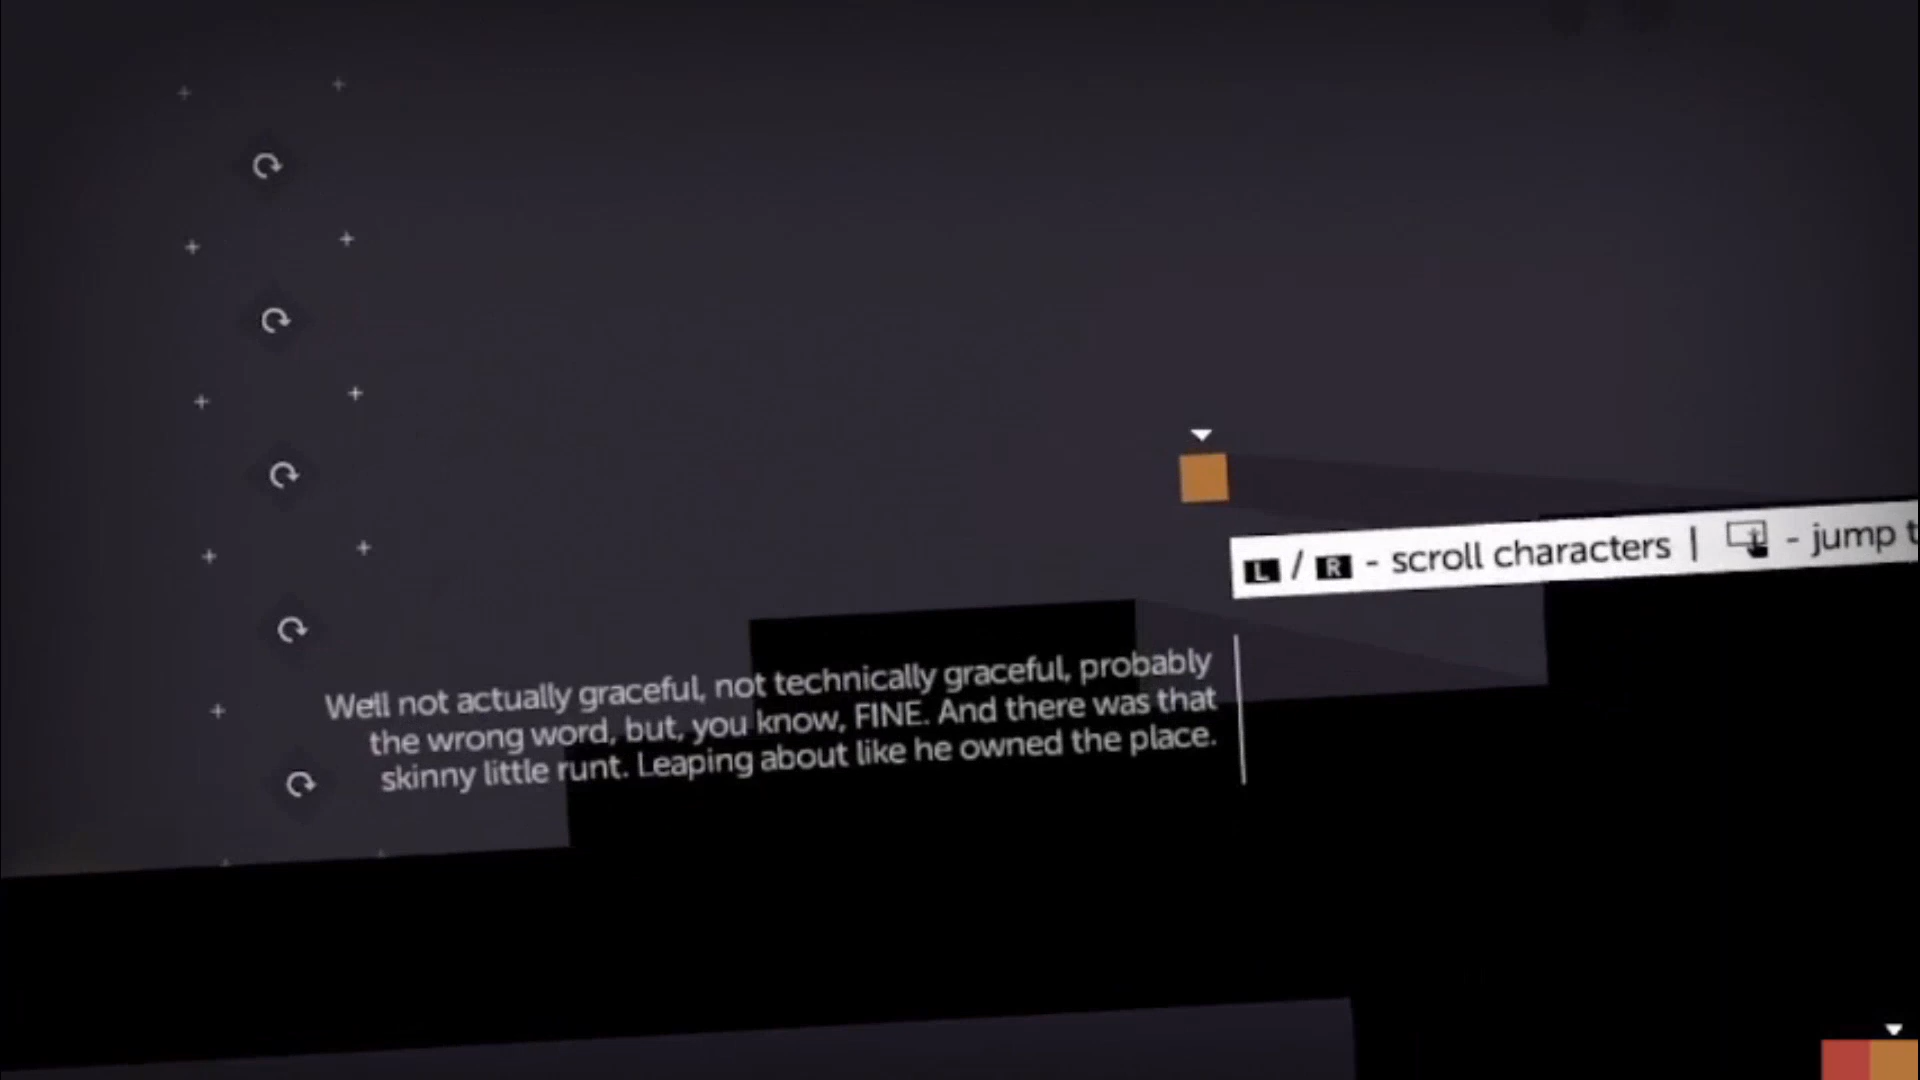 L / R - scroll characters | - jump t
Well not actually graceful, not technically graceful, probably
the wrong word, but, you know, FINE. And there was that
skinny little runt. Leaping about like he owned the place.